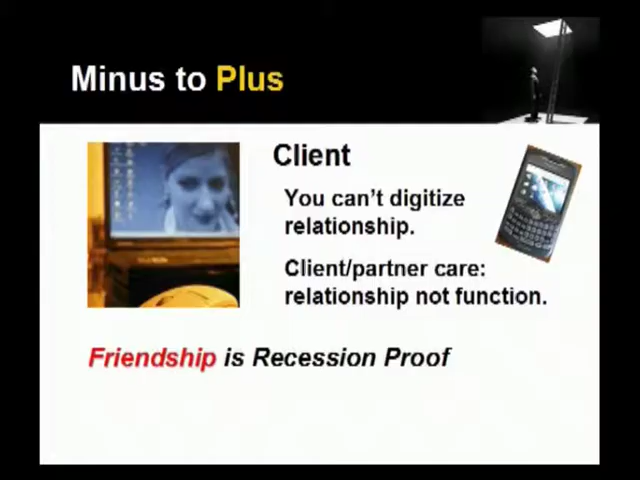 Minus to Plus
Client
You can't digitize
relationship.
Client/partner care:
relationship not function.
Friendship is Recession Proof